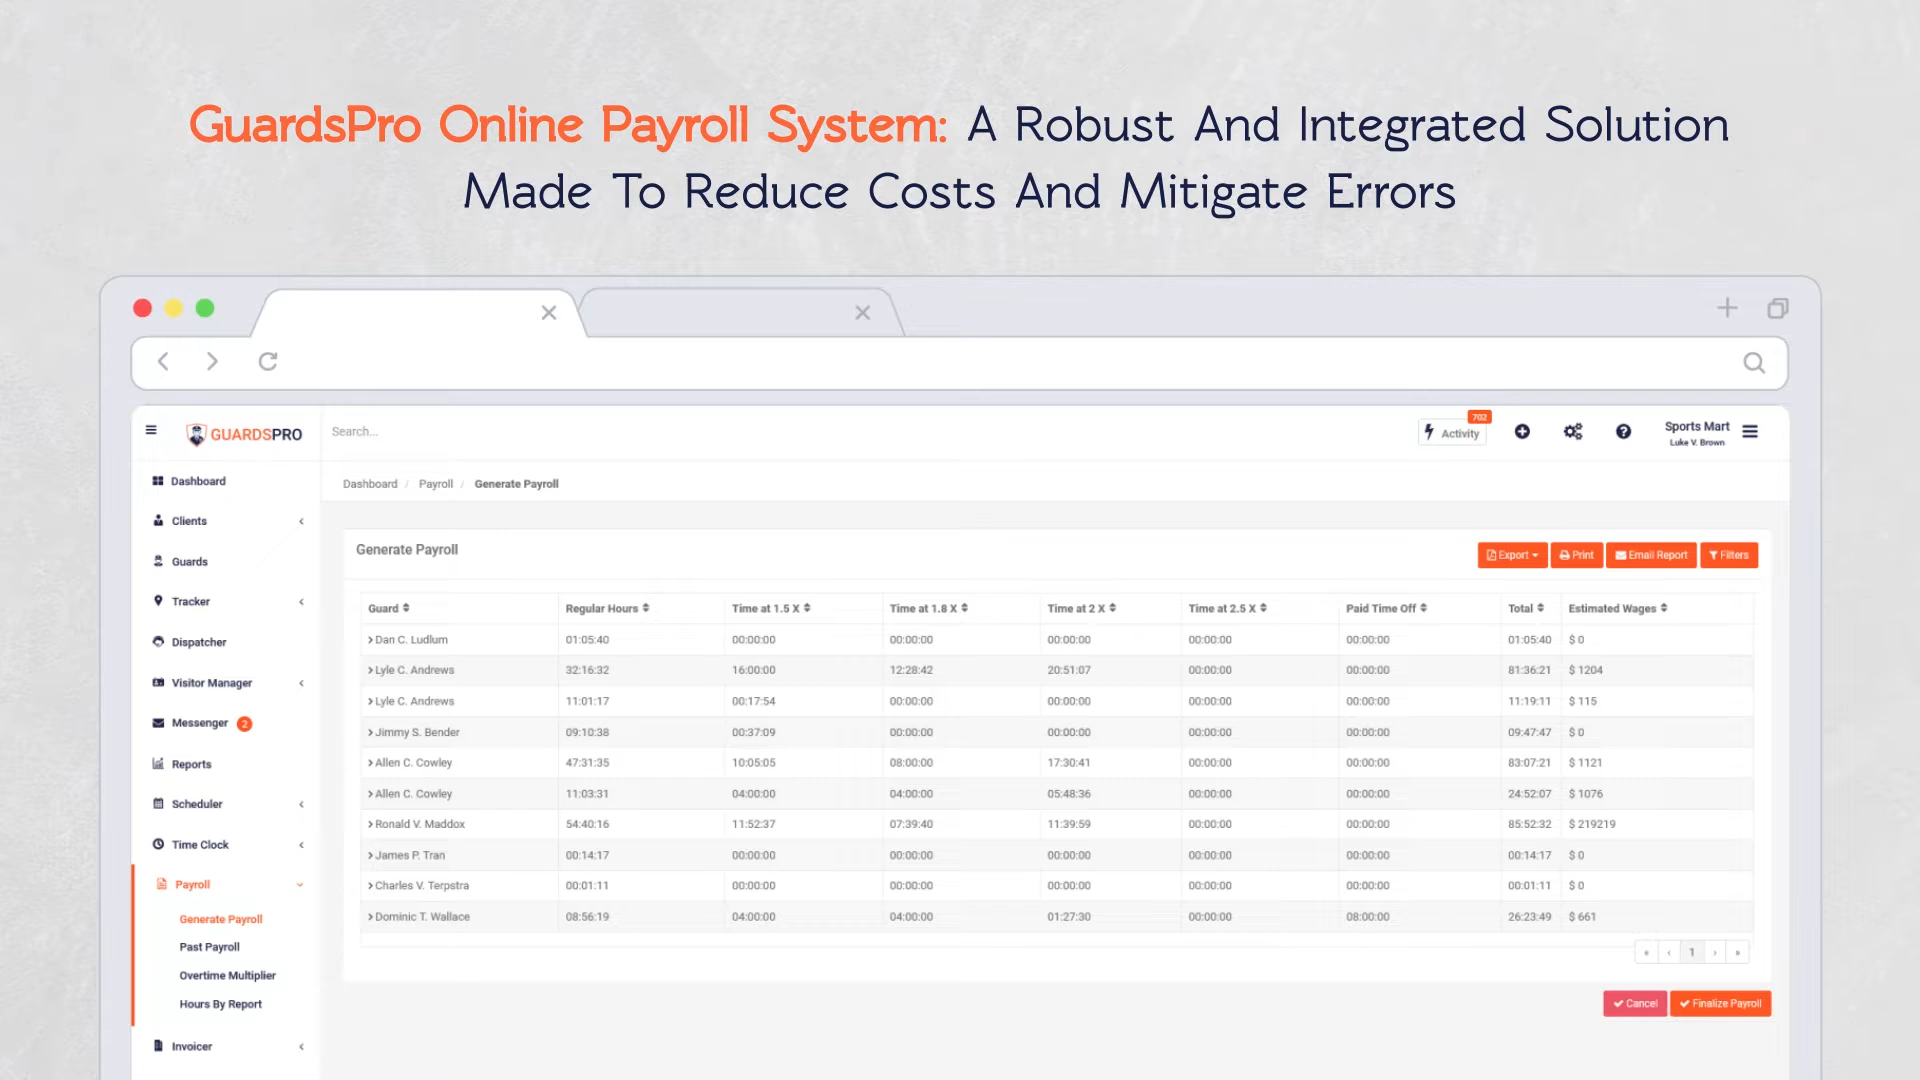 GuardsPro Online Payroll System: A Robust And Integrated Solution
Made To Reduce Costs And Mitigate Errors
GUARDSPRO
Search...
Activity
702
Sports Mart
Luke V. Brown
Dashboard
Clients
Guards
Tracker
Dispatcher
Visitor Manager
Messenger 2
Reports
Scheduler
Time Clock
Payroll
Generate Payroll
Past Payroll
Overtime Multiplier
Hours By Report
Invoicer
Dashboard / Payroll / Generate Payroll
Generate Payroll
Export Print Email Report Filters
Guard Regular Hours Time at 1.5 X Time at 1.8 X Time at 2 X Time at 2.5 X Paid Time Off Total Estimated Wages
Dan C. Ludlum 01:05:40 00:00:00 00:00:00 00:00:00 00:00:00 00:00:00 01:05:40 $ 0
Lyle C. Andrews 32:16:32 16:00:00 12:28:42 20:51:07 00:00:00 00:00:00 81:36:21 $ 1204
Lyle C. Andrews 11:01:17 00:17:54 00:00:00 00:00:00 00:00:00 00:00:00 11:19:11 $ 115
Jimmy S. Bender 09:10:38 00:37:09 00:00:00 00:00:00 00:00:00 00:00:00 09:47:47 $ 0
Allen C. Cowley 47:31:35 10:05:05 08:00:00 17:30:41 00:00:00 00:00:00 83:07:21 $ 1121
Allen C. Cowley 11:03:31 04:00:00 04:00:00 05:48:36 00:00:00 00:00:00 24:52:07 $ 1076
Ronald V. Maddox 54:40:16 11:52:37 07:39:40 11:39:59 00:00:00 00:00:00 85:52:32 $ 219219
James P. Tran 00:14:17 00:00:00 00:00:00 00:00:00 00:00:00 00:00:00 00:14:17 $ 0
Charles V. Terpstra 00:01:11 00:00:00 00:00:00 00:00:00 00:00:00 00:00:00 00:01:11 $ 0
Dominic T. Wallace 08:56:19 04:00:00 04:00:00 01:27:30 00:00:00 08:00:00 26:23:49 $ 661
« ‹ 1 › »
Cancel Finalize Payroll